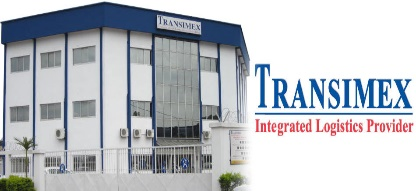 TRANSIMEX
TRANSIMEX
Integrated Logistics Provider